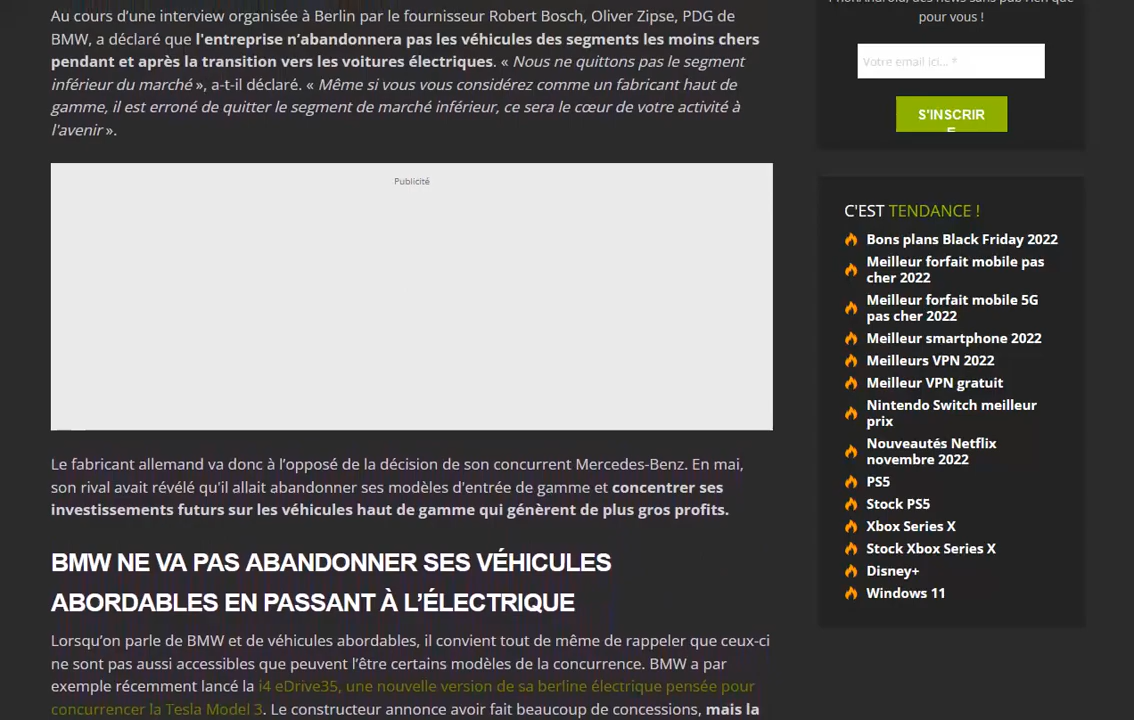 Au cours d’une interview organisée à Berlin par le fournisseur Robert Bosch, Oliver Zipse, PDG de
BMW, a déclaré que l'entreprise n’abandonnera pas les véhicules des segments les moins chers
pendant et après la transition vers les voitures électriques. « Nous ne quittons pas le segment
inférieur du marché », a-t-il déclaré. « Même si vous vous considérez comme un fabricant haut de
gamme, il est erroné de quitter le segment de marché inférieur, ce sera le cœur de votre activité à
l'avenir ».
Publicité
Le fabricant allemand va donc à l’opposé de la décision de son concurrent Mercedes-Benz. En mai,
son rival avait révélé qu'il allait abandonner ses modèles d'entrée de gamme et concentrer ses
investissements futurs sur les véhicules haut de gamme qui génèrent de plus gros profits.
BMW NE VA PAS ABANDONNER SES VÉHICULES
ABORDABLES EN PASSANT À L’ÉLECTRIQUE
Lorsqu’on parle de BMW et de véhicules abordables, il convient tout de même de rappeler que ceux-ci
ne sont pas aussi accessibles que peuvent l’être certains modèles de la concurrence. BMW a par
exemple récemment lancé la i4 eDrive35, une nouvelle version de sa berline électrique pensée pour
concurrencer la Tesla Model 3. Le constructeur annonce avoir fait beaucoup de concessions, mais la
PhonAndroid, des news sans pub rien que
pour vous !
Votre email ici... *
S'INSCRIR
E
C'EST TENDANCE !
Bons plans Black Friday 2022
Meilleur forfait mobile pas
cher 2022
Meilleur forfait mobile 5G
pas cher 2022
Meilleur smartphone 2022
Meilleurs VPN 2022
Meilleur VPN gratuit
Nintendo Switch meilleur
prix
Nouveautés Netflix
novembre 2022
PS5
Stock PS5
Xbox Series X
Stock Xbox Series X
Disney+
Windows 11